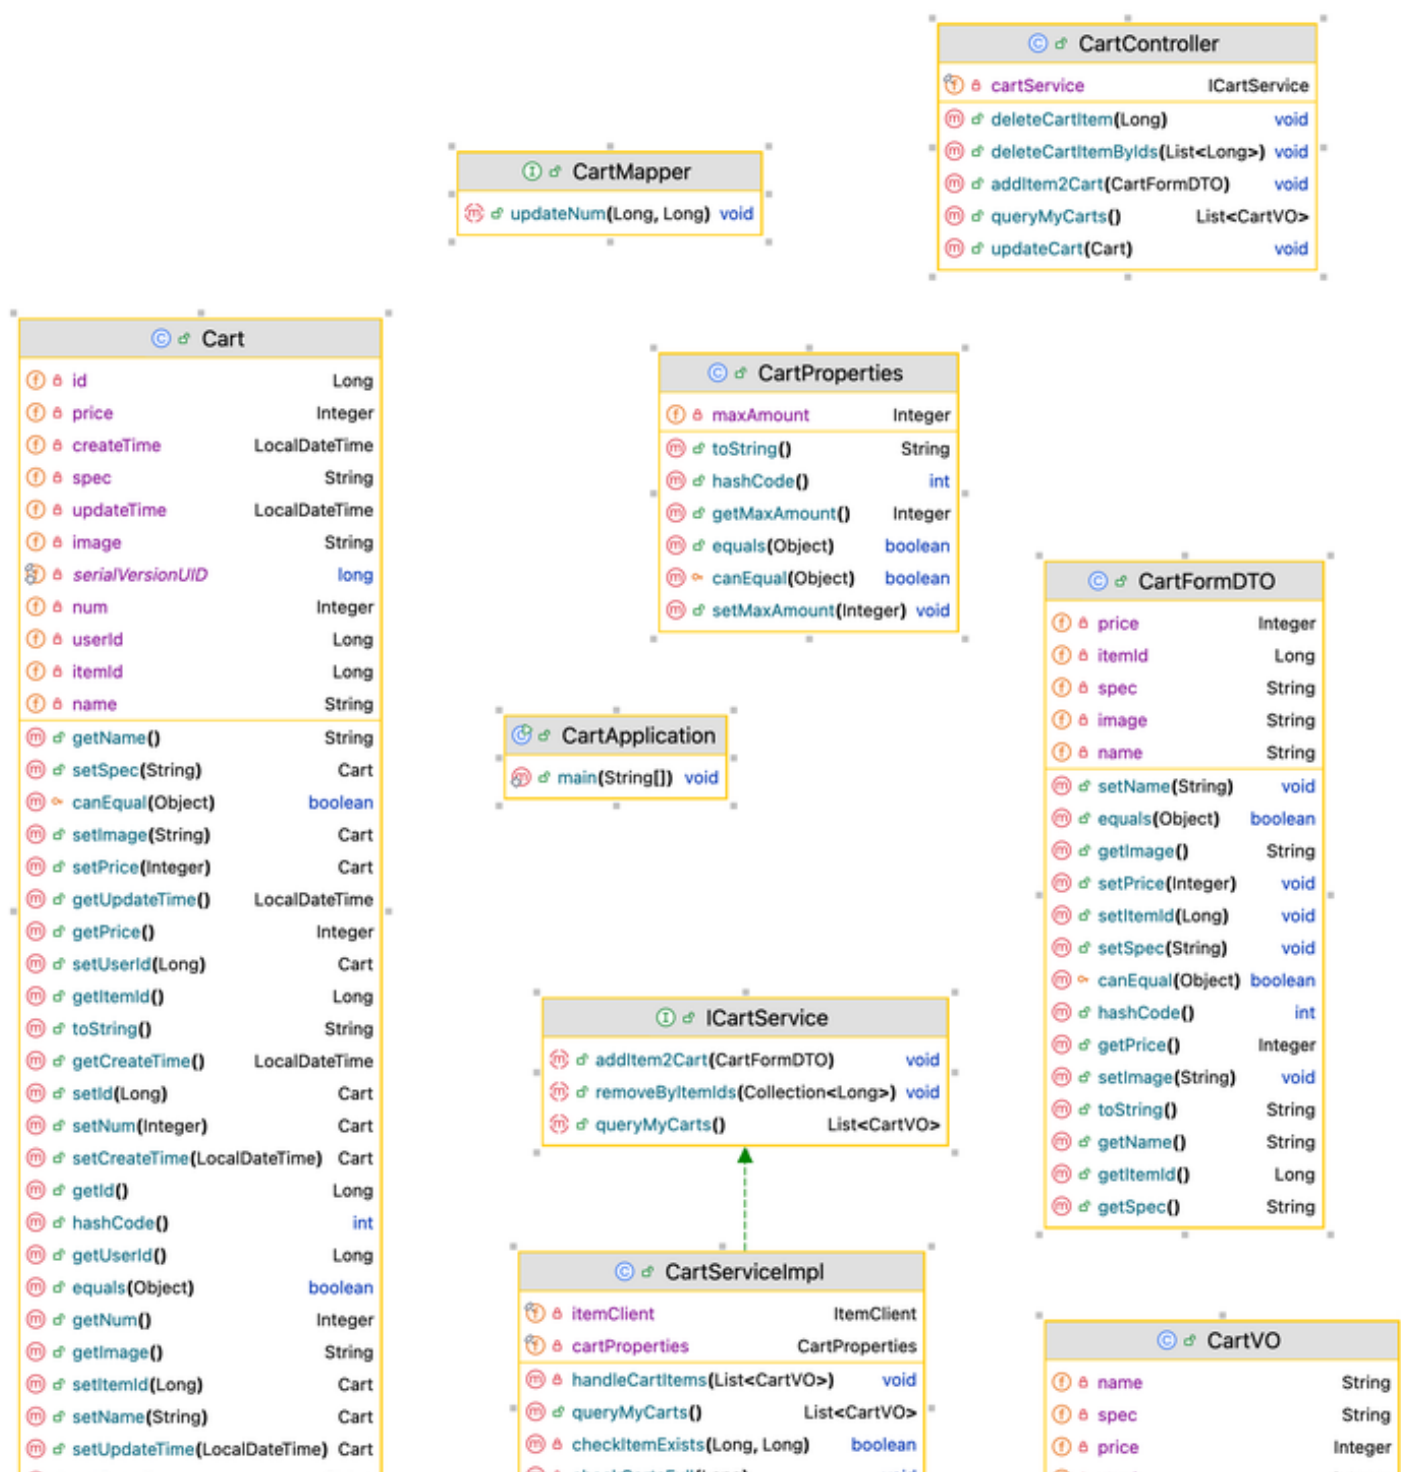 CartController
cartService ICartService
deleteCartItem(Long) void
deleteCartItemByIds(List<Long>) void
addItem2Cart(CartFormDTO) void
queryMyCarts() List<CartVO>
updateCart(Cart) void
CartMapper
updateNum(Long, Long) void
Cart
id Long
price Integer
createTime LocalDateTime
spec String
updateTime LocalDateTime
image String
serialVersionUID long
num Integer
userId Long
itemId Long
name String
getName() String
setSpec(String) Cart
canEqual(Object) boolean
setImage(String) Cart
setPrice(Integer) Cart
getUpdateTime() LocalDateTime
getPrice() Integer
setUserId(Long) Cart
getItemId() Long
toString() String
getCreateTime() LocalDateTime
setId(Long) Cart
setNum(Integer) Cart
setCreateTime(LocalDateTime) Cart
getId() Long
hashCode() int
getUserId() Long
equals(Object) boolean
getNum() Integer
getImage() String
setItemId(Long) Cart
setName(String) Cart
setUpdateTime(LocalDateTime) Cart
CartProperties
maxAmount Integer
toString() String
hashCode() int
getMaxAmount() Integer
equals(Object) boolean
canEqual(Object) boolean
setMaxAmount(Integer) void
CartApplication
main(String[]) void
CartFormDTO
price Integer
itemId Long
spec String
image String
name String
setName(String) void
equals(Object) boolean
getImage() String
setPrice(Integer) void
setItemId(Long) void
setSpec(String) void
canEqual(Object) boolean
hashCode() int
getPrice() Integer
setImage(String) void
toString() String
getName() String
getItemId() Long
getSpec() String
ICartService
addItem2Cart(CartFormDTO) void
removeByItemIds(Collection<Long>) void
queryMyCarts() List<CartVO>
CartServiceImpl
itemClient ItemClient
cartProperties CartProperties
handleCartItems(List<CartVO>) void
queryMyCarts() List<CartVO>
checkItemExists(Long, Long) boolean
CartVO
name String
spec String
price Integer